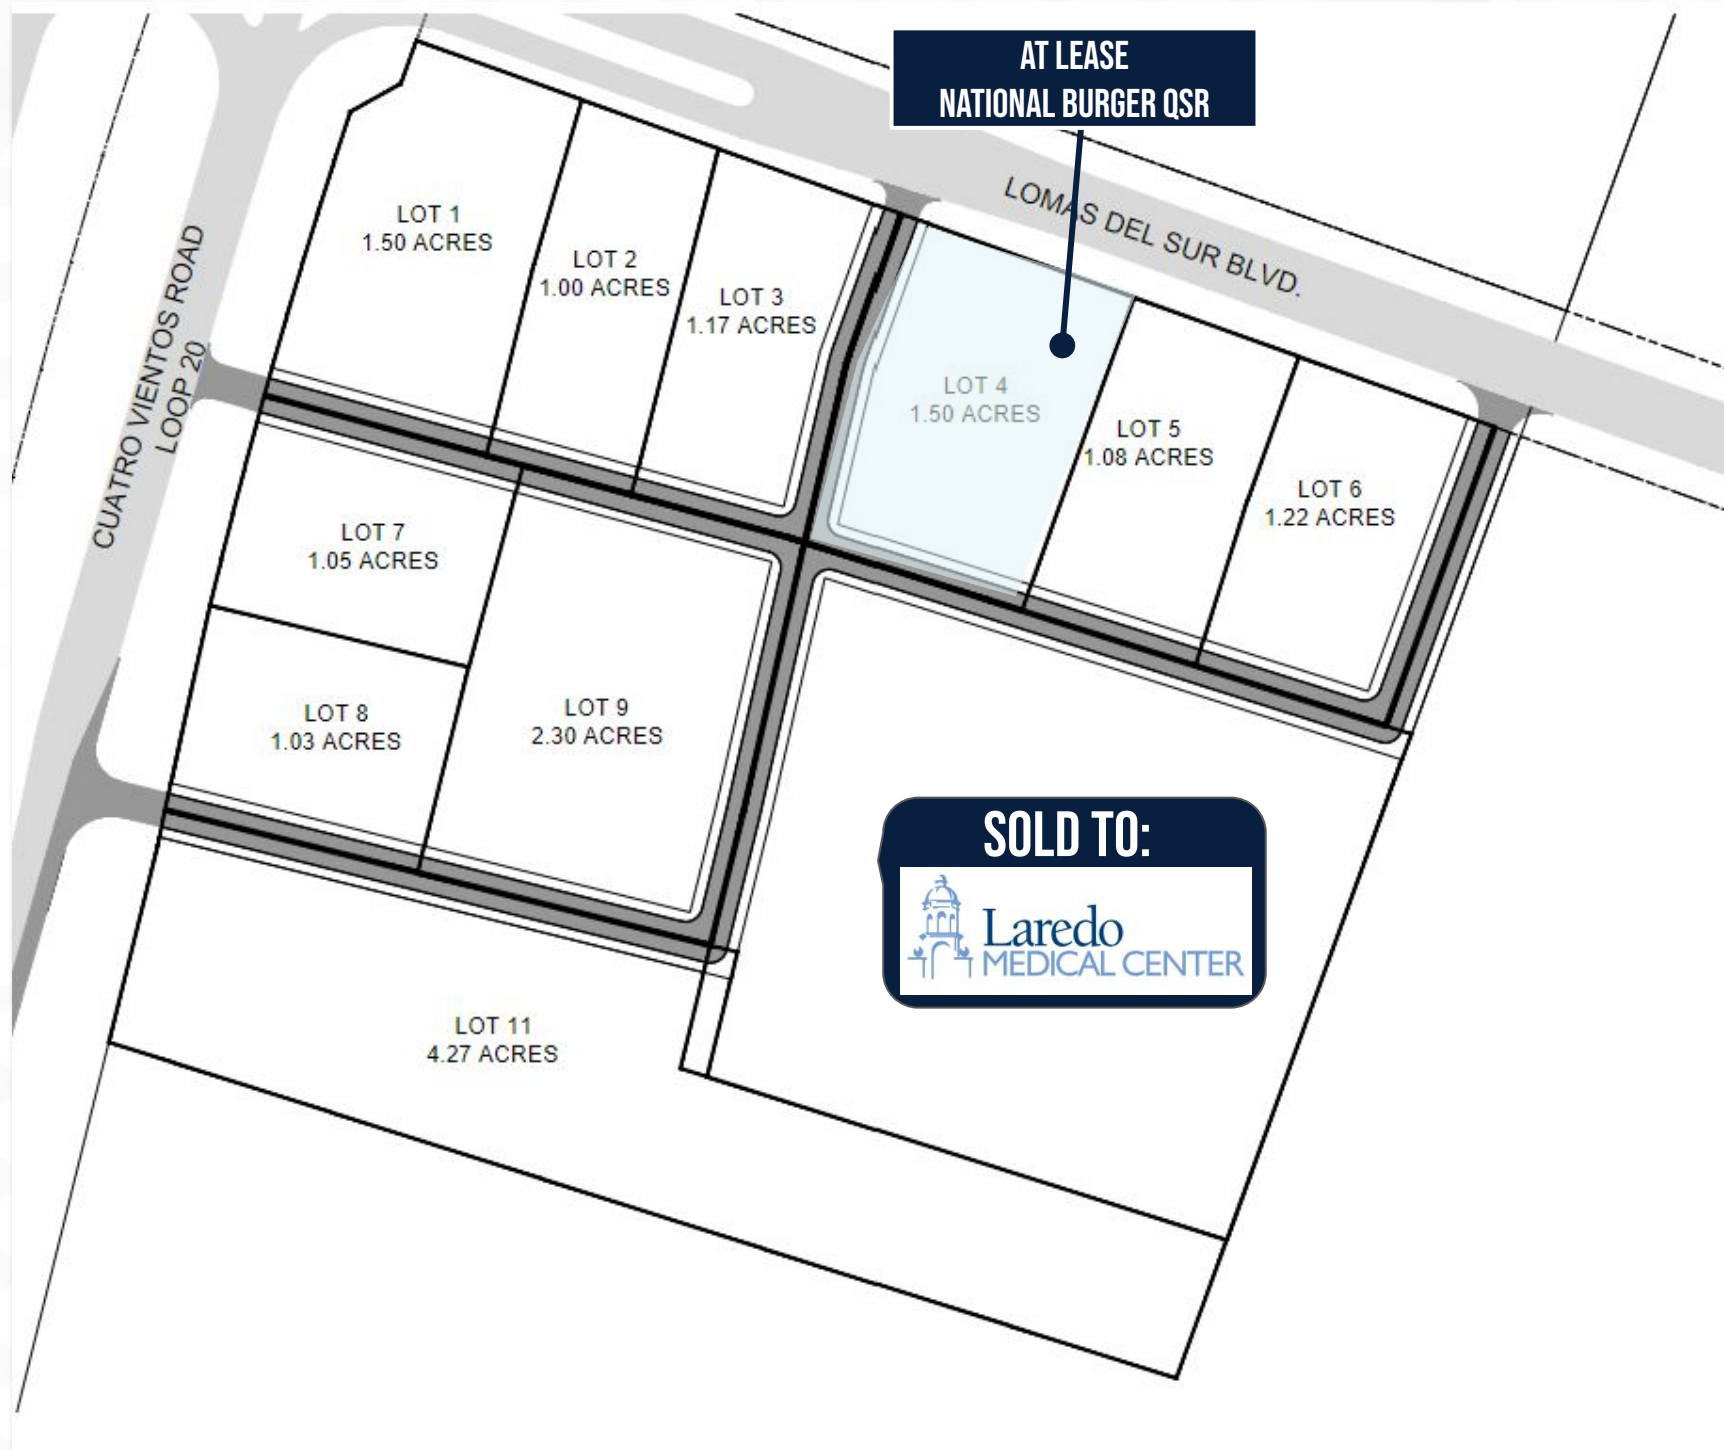 AT LEASE
NATIONAL BURGER QSR
LOMAS DEL SUR BLVD.
CUATRO VIENTOS ROAD
LOOP 20
LOT 1
1.50 ACRES
LOT 2
1.00 ACRES
LOT 3
1.17 ACRES
LOT 4
1.50 ACRES
LOT 5
1.08 ACRES
LOT 6
1.22 ACRES
LOT 7
1.05 ACRES
LOT 8
1.03 ACRES
LOT 9
2.30 ACRES
SOLD TO:
Laredo
MEDICAL CENTER
LOT 11
4.27 ACRES